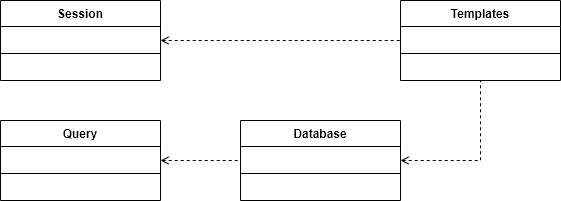 Session
Templates
Query
Database